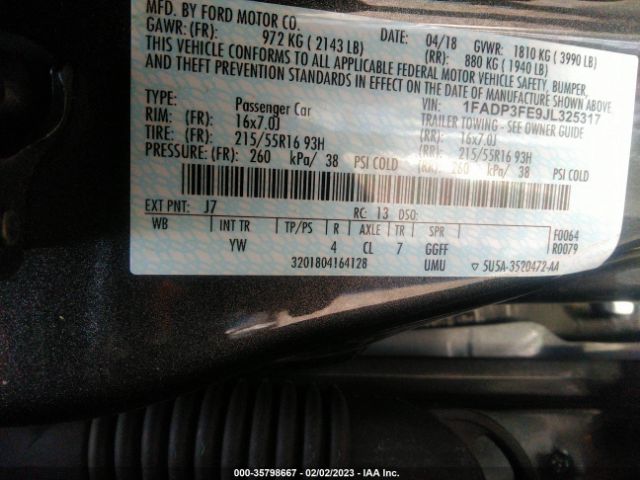 MFD. BY FORD MOTOR CO.
GAWR: (FR): 972 KG ( 2143 LB) DATE: 04/18 GVWR: 1810 KG ( 3990 LB)
(RR): 880 KG ( 1940 LB)
THIS VEHICLE CONFORMS TO ALL APPLICABLE FEDERAL MOTOR VEHICLE SAFETY, BUMPER,
AND THEFT PREVENTION STANDARDS IN EFFECT ON THE DATE OF MANUFACTURE SHOWN ABOVE
VIN: 1FADP3FE9JL325317
TYPE: Passenger Car TRAILER TOWING - SEE OWNER GUIDE
RIM: (FR): 16x7.0J (RR): 16x7.0J
TIRE: (FR): 215/55R16 93H (RR): 215/55R16 93H
PRESSURE: (FR): 260 kPa/ 38 PSI COLD (RR): 260 kPa/ 38 PSI COLD
EXT PNT: J7 RC: 13 DSO:
WB INT TR TP/PS R AXLE TR SPR F0064
YW 4 CL 7 GGFF R0079
3201804164128 UMU ▽ 5U5A-3520472-AA
000-35798667 - 02/02/2023 - IAA Inc.